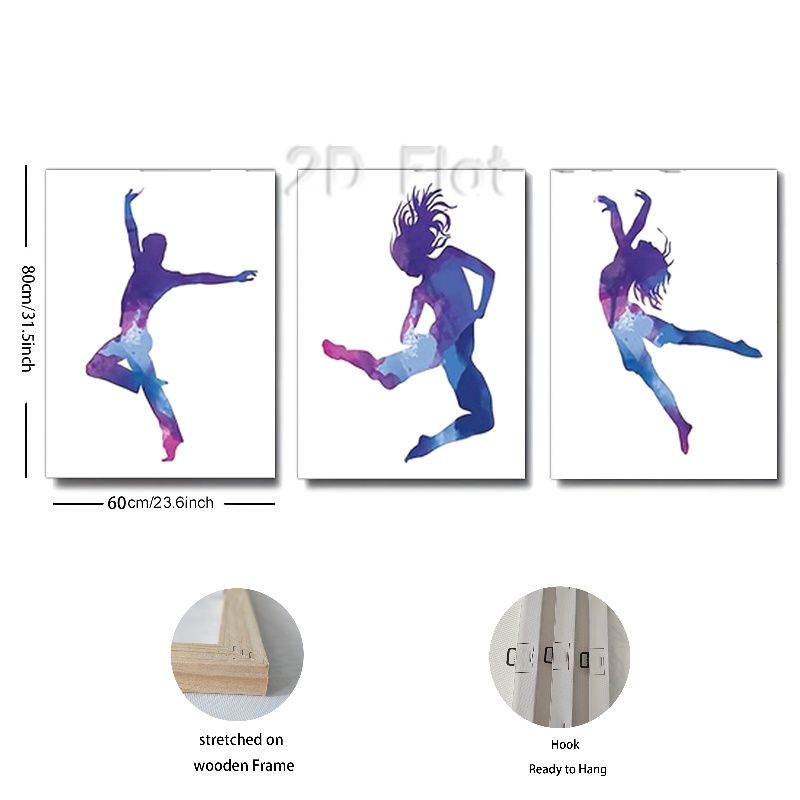 2D Flat
80cm/31.5inch
60cm/23.6inch
stretched on
wooden Frame
Hook
Ready to Hang